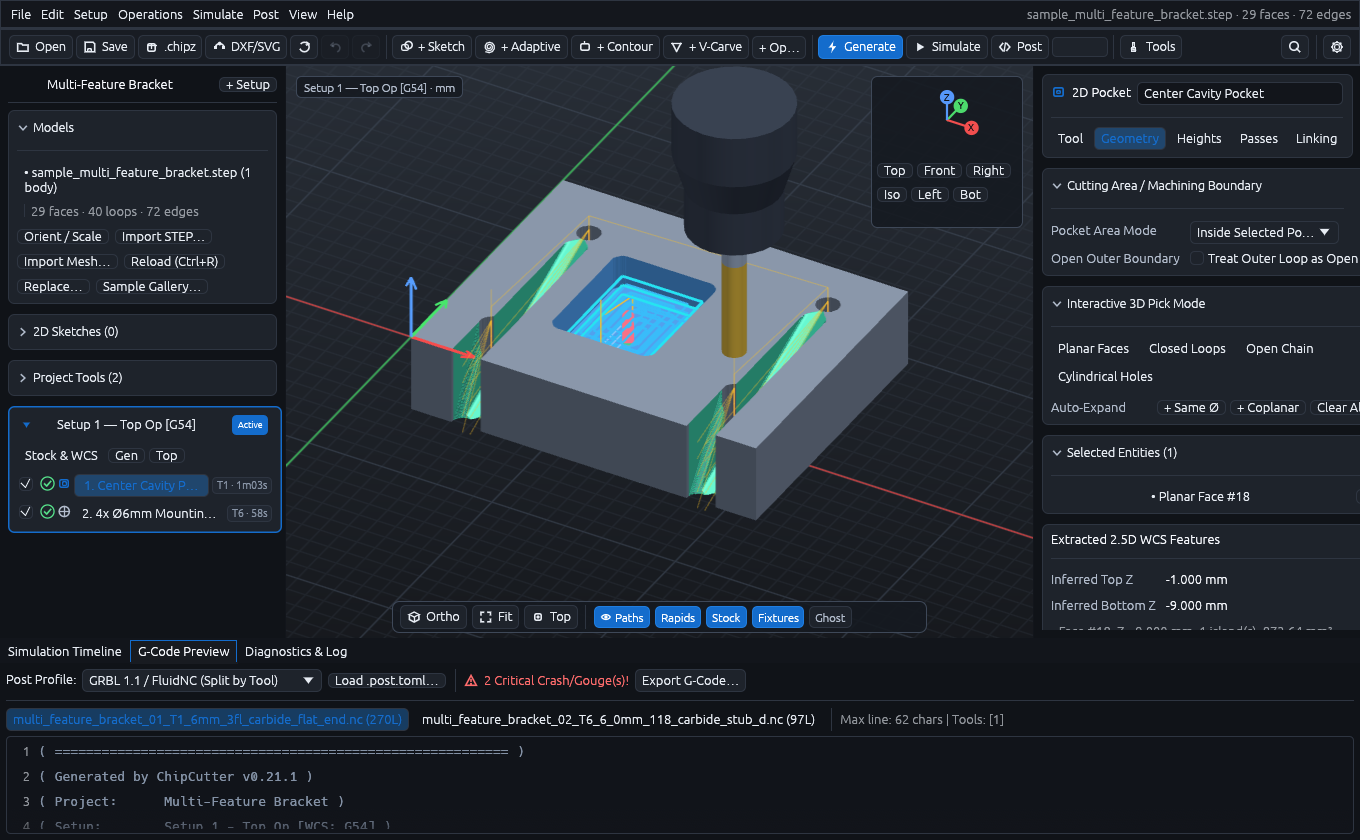 File Edit Setup Operations Simulate Post View Help
sample_multi_feature_bracket.step · 29 faces · 72 edges
Open Save .chipz DXF/SVG + Sketch + Adaptive + Contour + V-Carve + Op… Generate Simulate Post Tools
Multi-Feature Bracket
+ Setup
Models
• sample_multi_feature_bracket.step (1
body)
29 faces · 40 loops · 72 edges
Orient / Scale Import STEP…
Import Mesh… Reload (Ctrl+R)
Replace… Sample Gallery…
2D Sketches (0)
Project Tools (2)
Setup 1 — Top Op [G54] Active
Stock & WCS Gen Top
1. Center Cavity P… T1 · 1m03s
2. 4x Ø6mm Mountin… T6 · 58s
Setup 1 — Top Op [G54] · mm
Z
Y
X
Top Front Right
Iso Left Bot
Ortho Fit Top Paths Rapids Stock Fixtures Ghost
2D Pocket Center Cavity Pocket
Tool Geometry Heights Passes Linking
Cutting Area / Machining Boundary
Pocket Area Mode Inside Selected Po…
Open Outer Boundary Treat Outer Loop as Open
Interactive 3D Pick Mode
Planar Faces Closed Loops Open Chain
Cylindrical Holes
Auto-Expand + Same Ø + Coplanar Clear Al
Selected Entities (1)
• Planar Face #18
Extracted 2.5D WCS Features
Inferred Top Z -1.000 mm
Inferred Bottom Z -9.000 mm
Simulation Timeline G-Code Preview Diagnostics & Log
Post Profile: GRBL 1.1 / FluidNC (Split by Tool) Load .post.toml… 2 Critical Crash/Gouge(s)! Export G-Code…
multi_feature_bracket_01_T1_6mm_3fl_carbide_flat_end.nc (270L) multi_feature_bracket_02_T6_6_0mm_118_carbide_stub_d.nc (97L) Max line: 62 chars | Tools: [1]
1 ( ========================================================== )
2 ( Generated by ChipCutter v0.21.1 )
3 ( Project: Multi-Feature Bracket )
4 ( Setup: Setup 1 - Top Op [WCS: G54] )